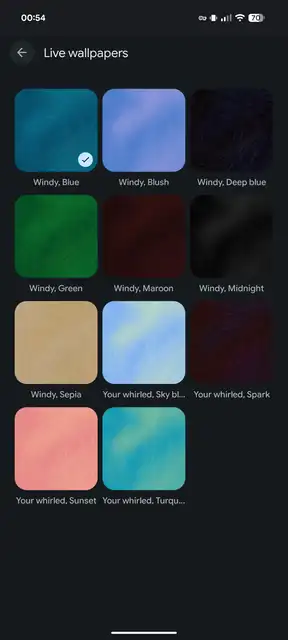 00:54
70
Live wallpapers
Windy, Blue
Windy, Blush
Windy, Deep blue
Windy, Green
Windy, Maroon
Windy, Midnight
Windy, Sepia
Your whirled, Sky bl...
Your whirled, Spark
Your whirled, Sunset
Your whirled, Turqu...